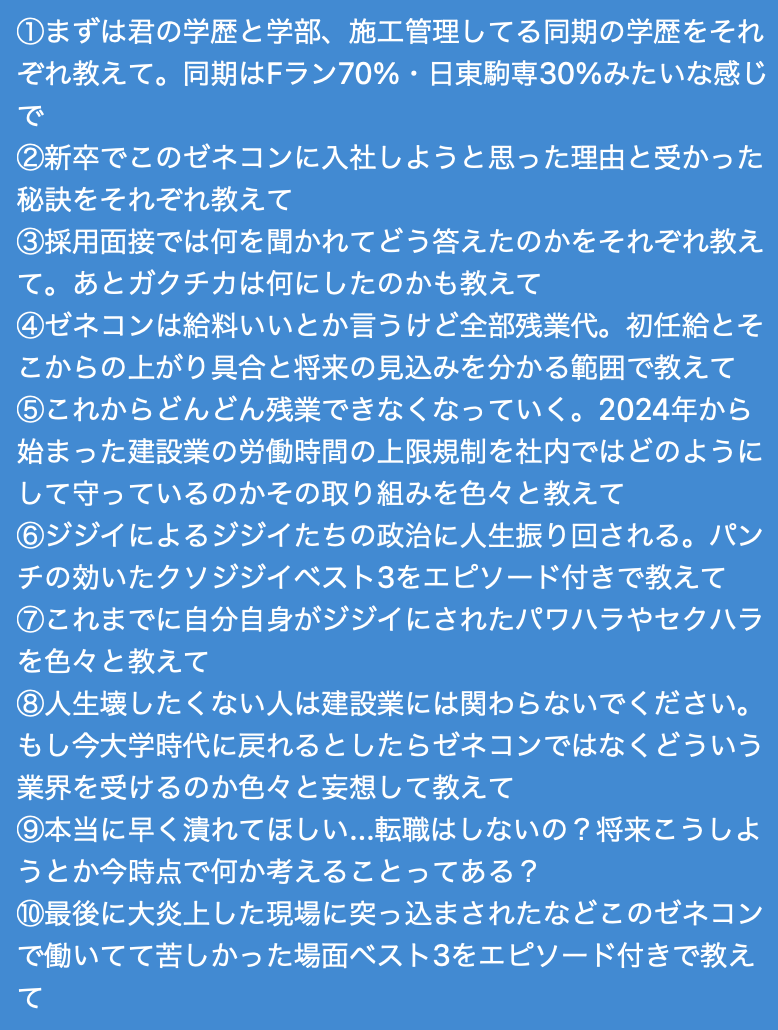 ①まずは君の学歴と学部、施工管理してる同期の学歴をそれ
ぞれ教えて。同期はFラン70%・日東駒専30%みたいな感じ
で
②新卒でこのゼネコンに入社しようと思った理由と受かった
秘訣をそれぞれ教えて
③採用面接では何を聞かれてどう答えたのかをそれぞれ教え
て。あとガクチカは何にしたのかも教えて
④ゼネコンは給料いいとか言うけど全部残業代。初任給とそ
こからの上がり具合と将来の見込みを分かる範囲で教えて
⑤これからどんどん残業できなくなっていく。2024年から
始まった建設業の労働時間の上限規制を社内ではどのように
して守っているのかその取り組みを色々と教えて
⑥ジジイによるジジイたちの政治に人生振り回される。パン
チの効いたクソジジイベスト3をエピソード付きで教えて
⑦これまでに自分自身がジジイにされたパワハラやセクハラ
を色々と教えて
⑧人生壊したくない人は建設業には関わらないでください。
もし今大学時代に戻れるとしたらゼネコンではなくどういう
業界を受けるのか色々と妄想して教えて
⑨本当に早く潰れてほしい...転職はしないの？将来こうしよ
うとか今時点で何か考えることってある？
⑩最後に大炎上した現場に突っ込まされたなどこのゼネコン
で働いてて苦しかった場面ベスト3をエピソード付きで教え
て